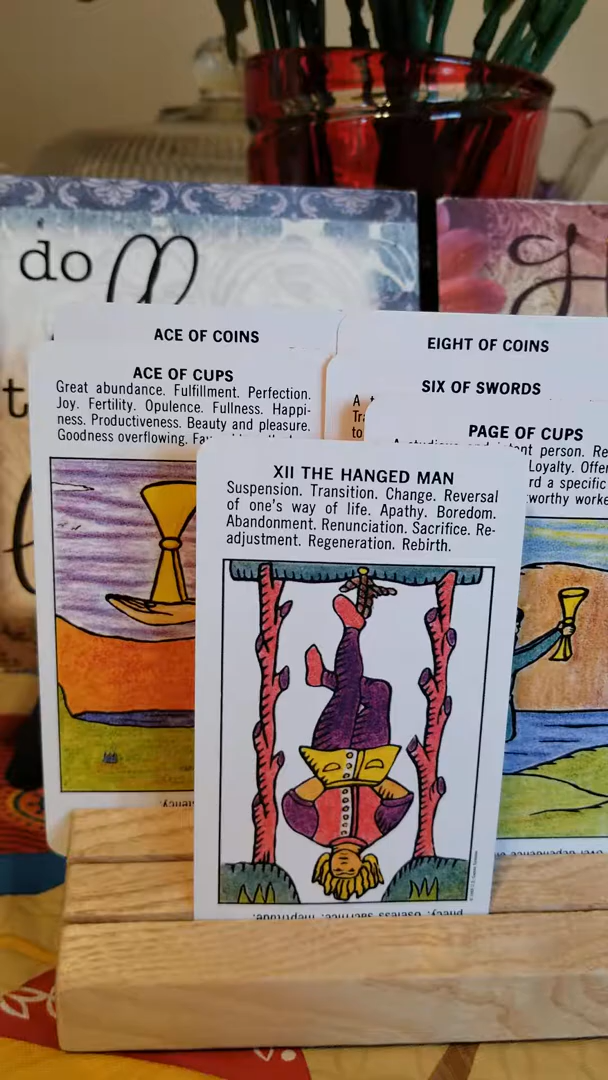 do
t
ACE OF COINS
EIGHT OF COINS
ACE OF CUPS
Great abundance. Fulfillment. Perfection.
Joy. Fertility. Opulence. Fullness. Happi-
ness. Productiveness. Beauty and pleasure.
Goodness overflowing.
SIX OF SWORDS
PAGE OF CUPS
person.
Loyalty.
a specific
XII THE HANGED MAN
Suspension. Transition. Change. Reversal
of one's way of life. Apathy. Boredom.
Abandonment. Renunciation. Sacrifice. Re-
adjustment. Regeneration. Rebirth.